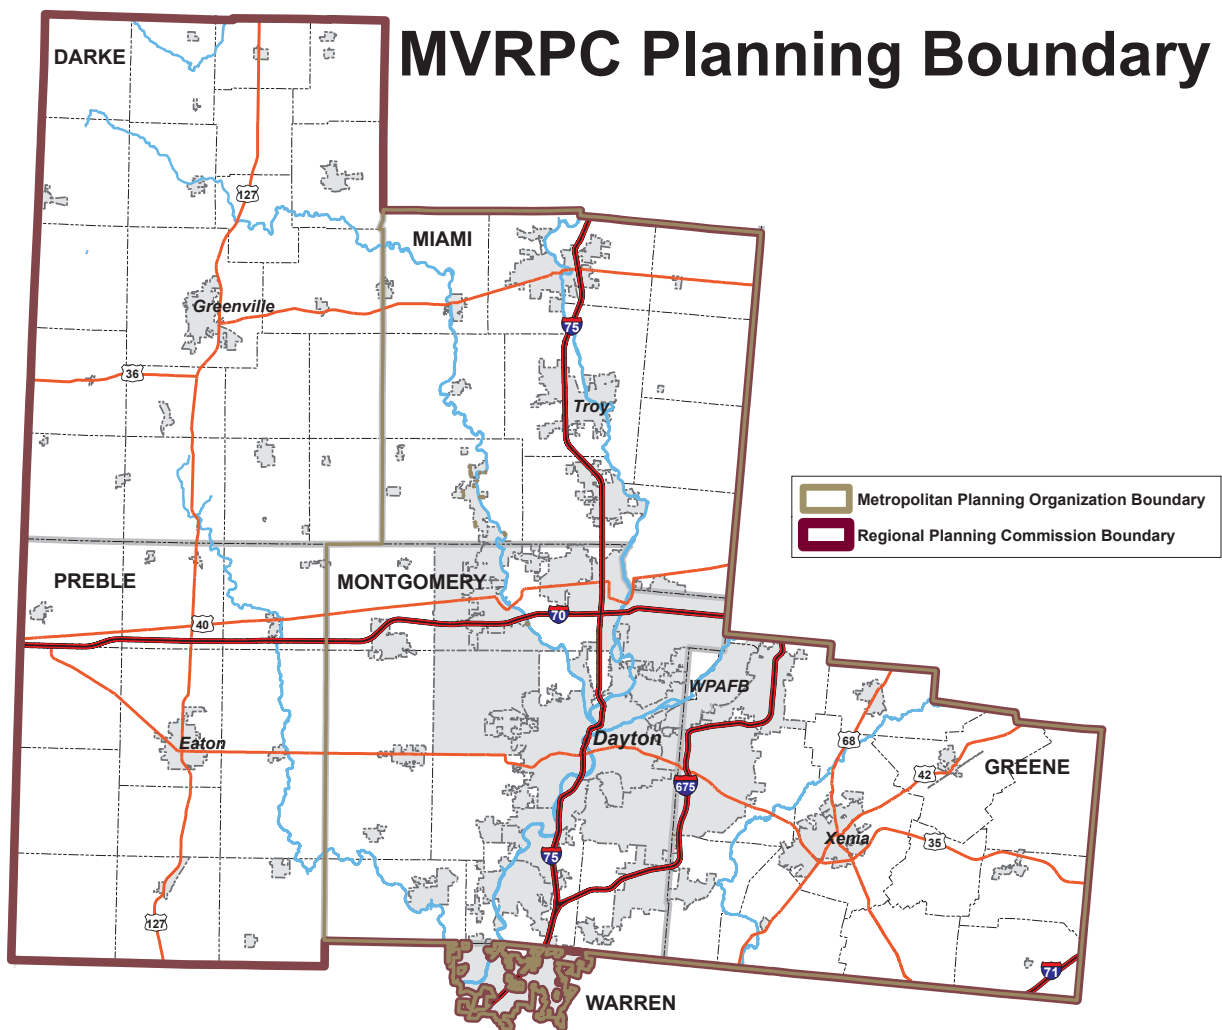 MVRPC Planning Boundary
DARKE
127
MIAMI
Greenville
75
36
Troy
Metropolitan Planning Organization Boundary
Regional Planning Commission Boundary
PREBLE
MONTGOMERY
40
70
WPAFB
Eaton
Dayton
68
42
GREENE
675
Xenia
35
75
127
71
WARREN